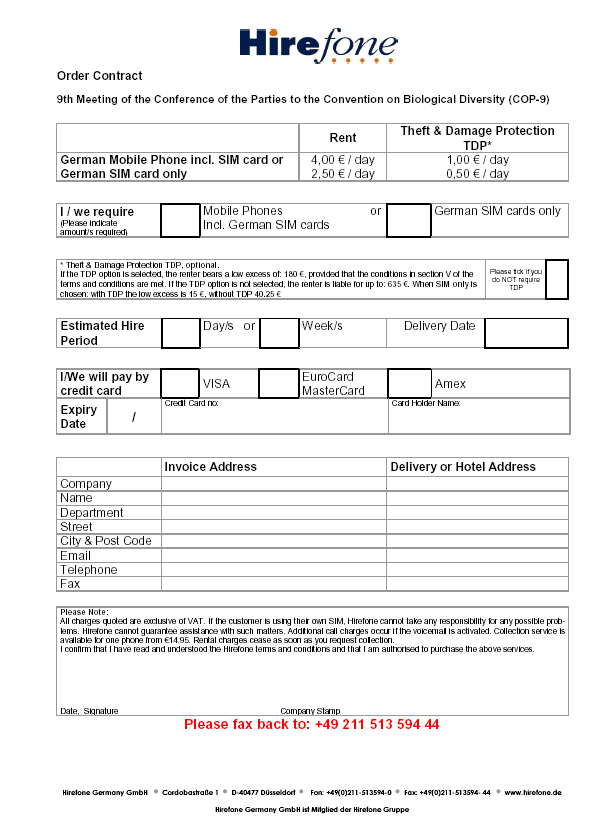 Hirefone
Order Contract
9th Meeting of the Conference of the Parties to the Convention on Biological Diversity (COP-9)
Rent
Theft & Damage Protection
TDP*
German Mobile Phone incl. SIM card or
German SIM card only
4,00 € / day
2,50 € / day
1,00 € / day
0,50 € / day
I / we require
(Please indicate
amount/s required)
Mobile Phones or
Incl. German SIM cards
German SIM cards only
* Theft & Damage Protection TDP, optional.
If the TDP option is selected, the renter bears a low excess of: 180 €, provided that the conditions in section V of the
terms and conditions are met. If the TDP option is not selected, the renter is liable for up to: 635 €. When SIM only is
chosen: with TDP the low excess is 15 €, without TDP 40.25 €
Please tick if you
do NOT require
TDP
Estimated Hire
Period
Day/s or
Week/s
Delivery Date
I/We will pay by
credit card
VISA
EuroCard
MasterCard
Amex
Expiry
Date
/
Credit Card no:
Card Holder Name:
Invoice Address
Delivery or Hotel Address
Company
Name
Department
Street
City & Post Code
Email
Telephone
Fax
Please Note:
All charges quoted are exclusive of VAT. If the customer is using their own SIM, Hirefone cannot take any responsibility for any possible prob-
lems. Hirefone cannot guarantee assistance with such matters. Additional call charges occur if the voicemail is activated. Collection service is
available for one phone from €14.95. Rental charges cease as soon as you request collection.
I confirm that I have read and understood the Hirefone terms and conditions and that I am authorised to purchase the above services.
Date, Signature
Company Stamp
Please fax back to: +49 211 513 594 44
Hirefone Germany GmbH • Cordobastraße 1 • D-40477 Düsseldorf • Fon: +49(0)211-513594-0 • Fax: +49(0)211-513594- 44 • www.hirefone.de
Hirefone Germany GmbH ist Mitglied der Hirefone Gruppe